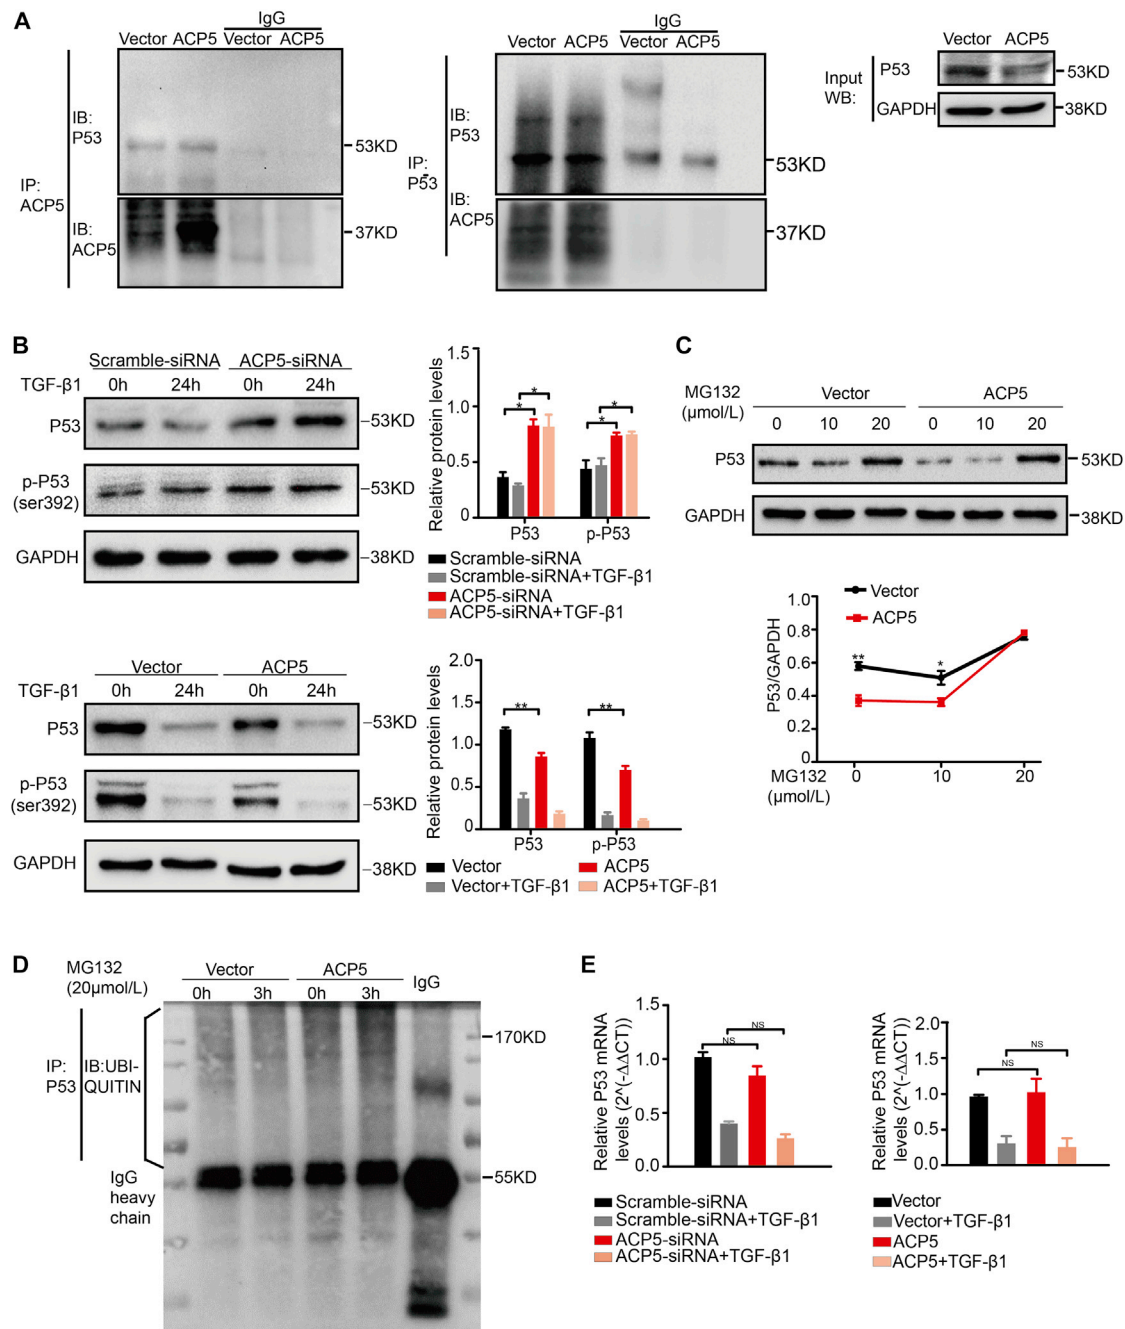 A
IgG
Vector ACP5 Vector ACP5
IB:
P53
IP:
ACP5
IB:
ACP5
53KD
37KD
IgG
Vector ACP5 Vector ACP5
IB:
P53
IP:
P53
IB:
ACP5
53KD
37KD
Vector ACP5
Input
WB:
P53
GAPDH
53KD
38KD
B
Scramble-siRNA ACP5-siRNA
TGF-β1 0h 24h 0h 24h
P53
53KD
p-P53
(ser392)
53KD
GAPDH
38KD
Relative protein levels
1.5
1.0
0.5
0
* * * *
P53 p-P53
Scramble-siRNA
Scramble-siRNA+TGF-β1
ACP5-siRNA
ACP5-siRNA+TGF-β1
Vector ACP5
TGF-β1 0h 24h 0h 24h
P53
53KD
p-P53
(ser392)
53KD
GAPDH
38KD
Relative protein levels
2.0
1.0
0.5
0
** **
P53 p-P53
Vector ACP5
Vector+TGF-β1 ACP5+TGF-β1
C
MG132
(μmol/L)
Vector ACP5
0 10 20 0 10 20
P53
53KD
GAPDH
38KD
Vector
ACP5
P53/GAPDH
1.0
0.8
0.6
0.4
0.2
0
** *
MG132
(μmol/L)
0 10 20
D
MG132
(20μmol/L)
Vector ACP5 IgG
0h 3h 0h 3h
IP:
P53
IB:UBI-
QUITIN
170KD
55KD
IgG
heavy
chain
E
Relative P53 mRNA
levels (2^(-ΔΔCT))
1.5
1.0
0.5
0.0
NS
NS
Scramble-siRNA
Scramble-siRNA+TGF-β1
ACP5-siRNA
ACP5-siRNA+TGF-β1
Relative P53 mRNA
levels (2^(-ΔΔCT))
2.0
1.5
1.0
0.5
0.0
NS
NS
Vector
Vector+TGF-β1
ACP5
ACP5+TGF-β1